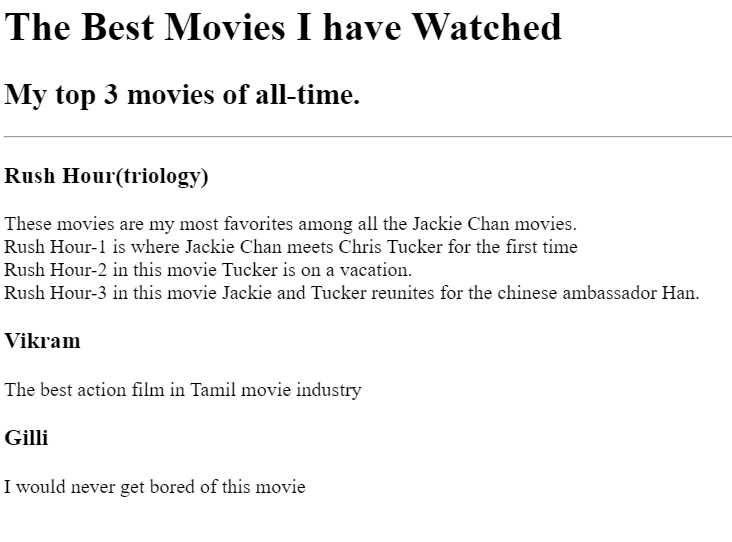 The Best Movies I have Watched
My top 3 movies of all-time.
Rush Hour(triology)
These movies are my most favorites among all the Jackie Chan movies.
Rush Hour-1 is where Jackie Chan meets Chris Tucker for the first time
Rush Hour-2 in this movie Tucker is on a vacation.
Rush Hour-3 in this movie Jackie and Tucker reunites for the chinese ambassador Han.
Vikram
The best action film in Tamil movie industry
Gilli
I would never get bored of this movie